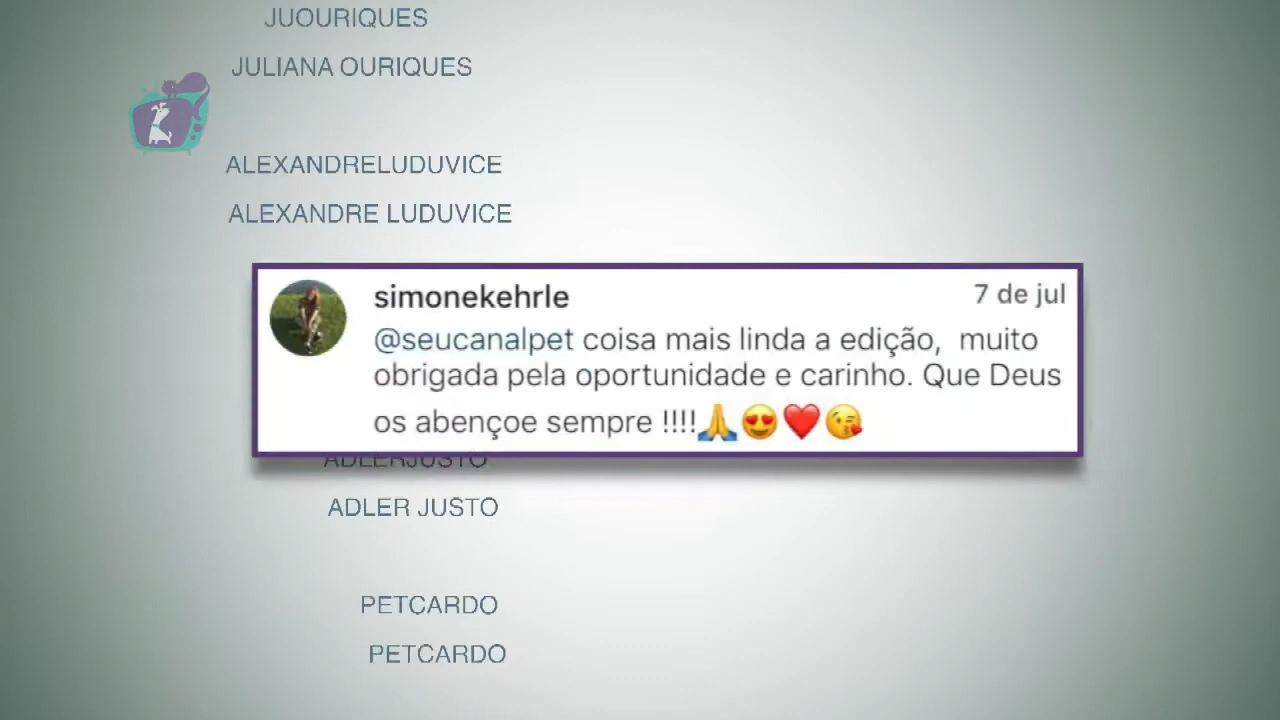 JUOURIQUES
JULIANA OURIQUES
ALEXANDRELUDUVICE
ALEXANDRE LUDUVICE
simonekehrle 7 de jul
@seucanalpet coisa mais linda a edição, muito
obrigada pela oportunidade e carinho. Que Deus
os abençoe sempre !!!!🙏😍❤️😘
ADLERJUSTO
ADLER JUSTO
PETCARDO
PETCARDO